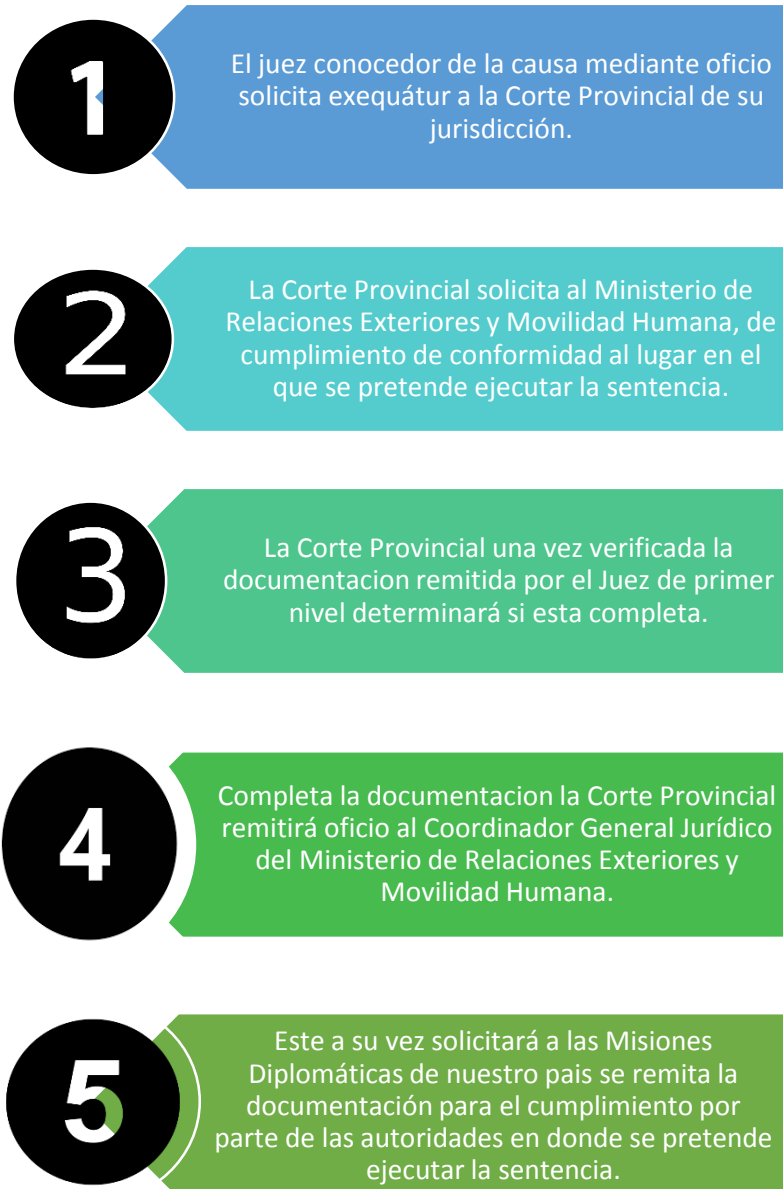 1
El juez conocedor de la causa mediante oficio
solicita exequátur a la Corte Provincial de su
jurisdicción.
2
La Corte Provincial solicita al Ministerio de
Relaciones Exteriores y Movilidad Humana, de
cumplimiento de conformidad al lugar en el
que se pretende ejecutar la sentencia.
3
La Corte Provincial una vez verificada la
documentacion remitida por el Juez de primer
nivel determinará si esta completa.
4
Completa la documentacion la Corte Provincial
remitirá oficio al Coordinador General Jurídico
del Ministerio de Relaciones Exteriores y
Movilidad Humana.
5
Este a su vez solicitará a las Misiones
Diplomáticas de nuestro pais se remita la
documentación para el cumplimiento por
parte de las autoridades en donde se pretende
ejecutar la sentencia.